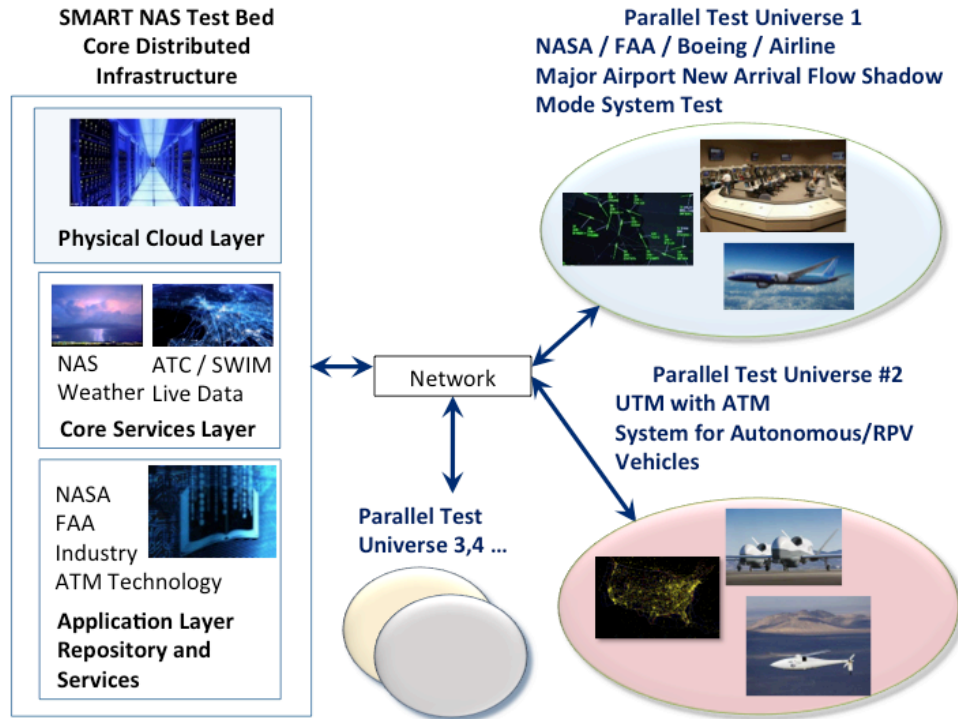 SMART NAS Test Bed
Core Distributed
Infrastructure
Physical Cloud Layer
NAS
Weather
ATC / SWIM
Live Data
Core Services Layer
NASA
FAA
Industry
ATM Technology
Application Layer
Repository and
Services
Network
Parallel Test Universe 1
NASA / FAA / Boeing / Airline
Major Airport New Arrival Flow Shadow
Mode System Test
Parallel Test Universe #2
UTM with ATM
System for Autonomous/RPV
Vehicles
Parallel Test
Universe 3,4 ...